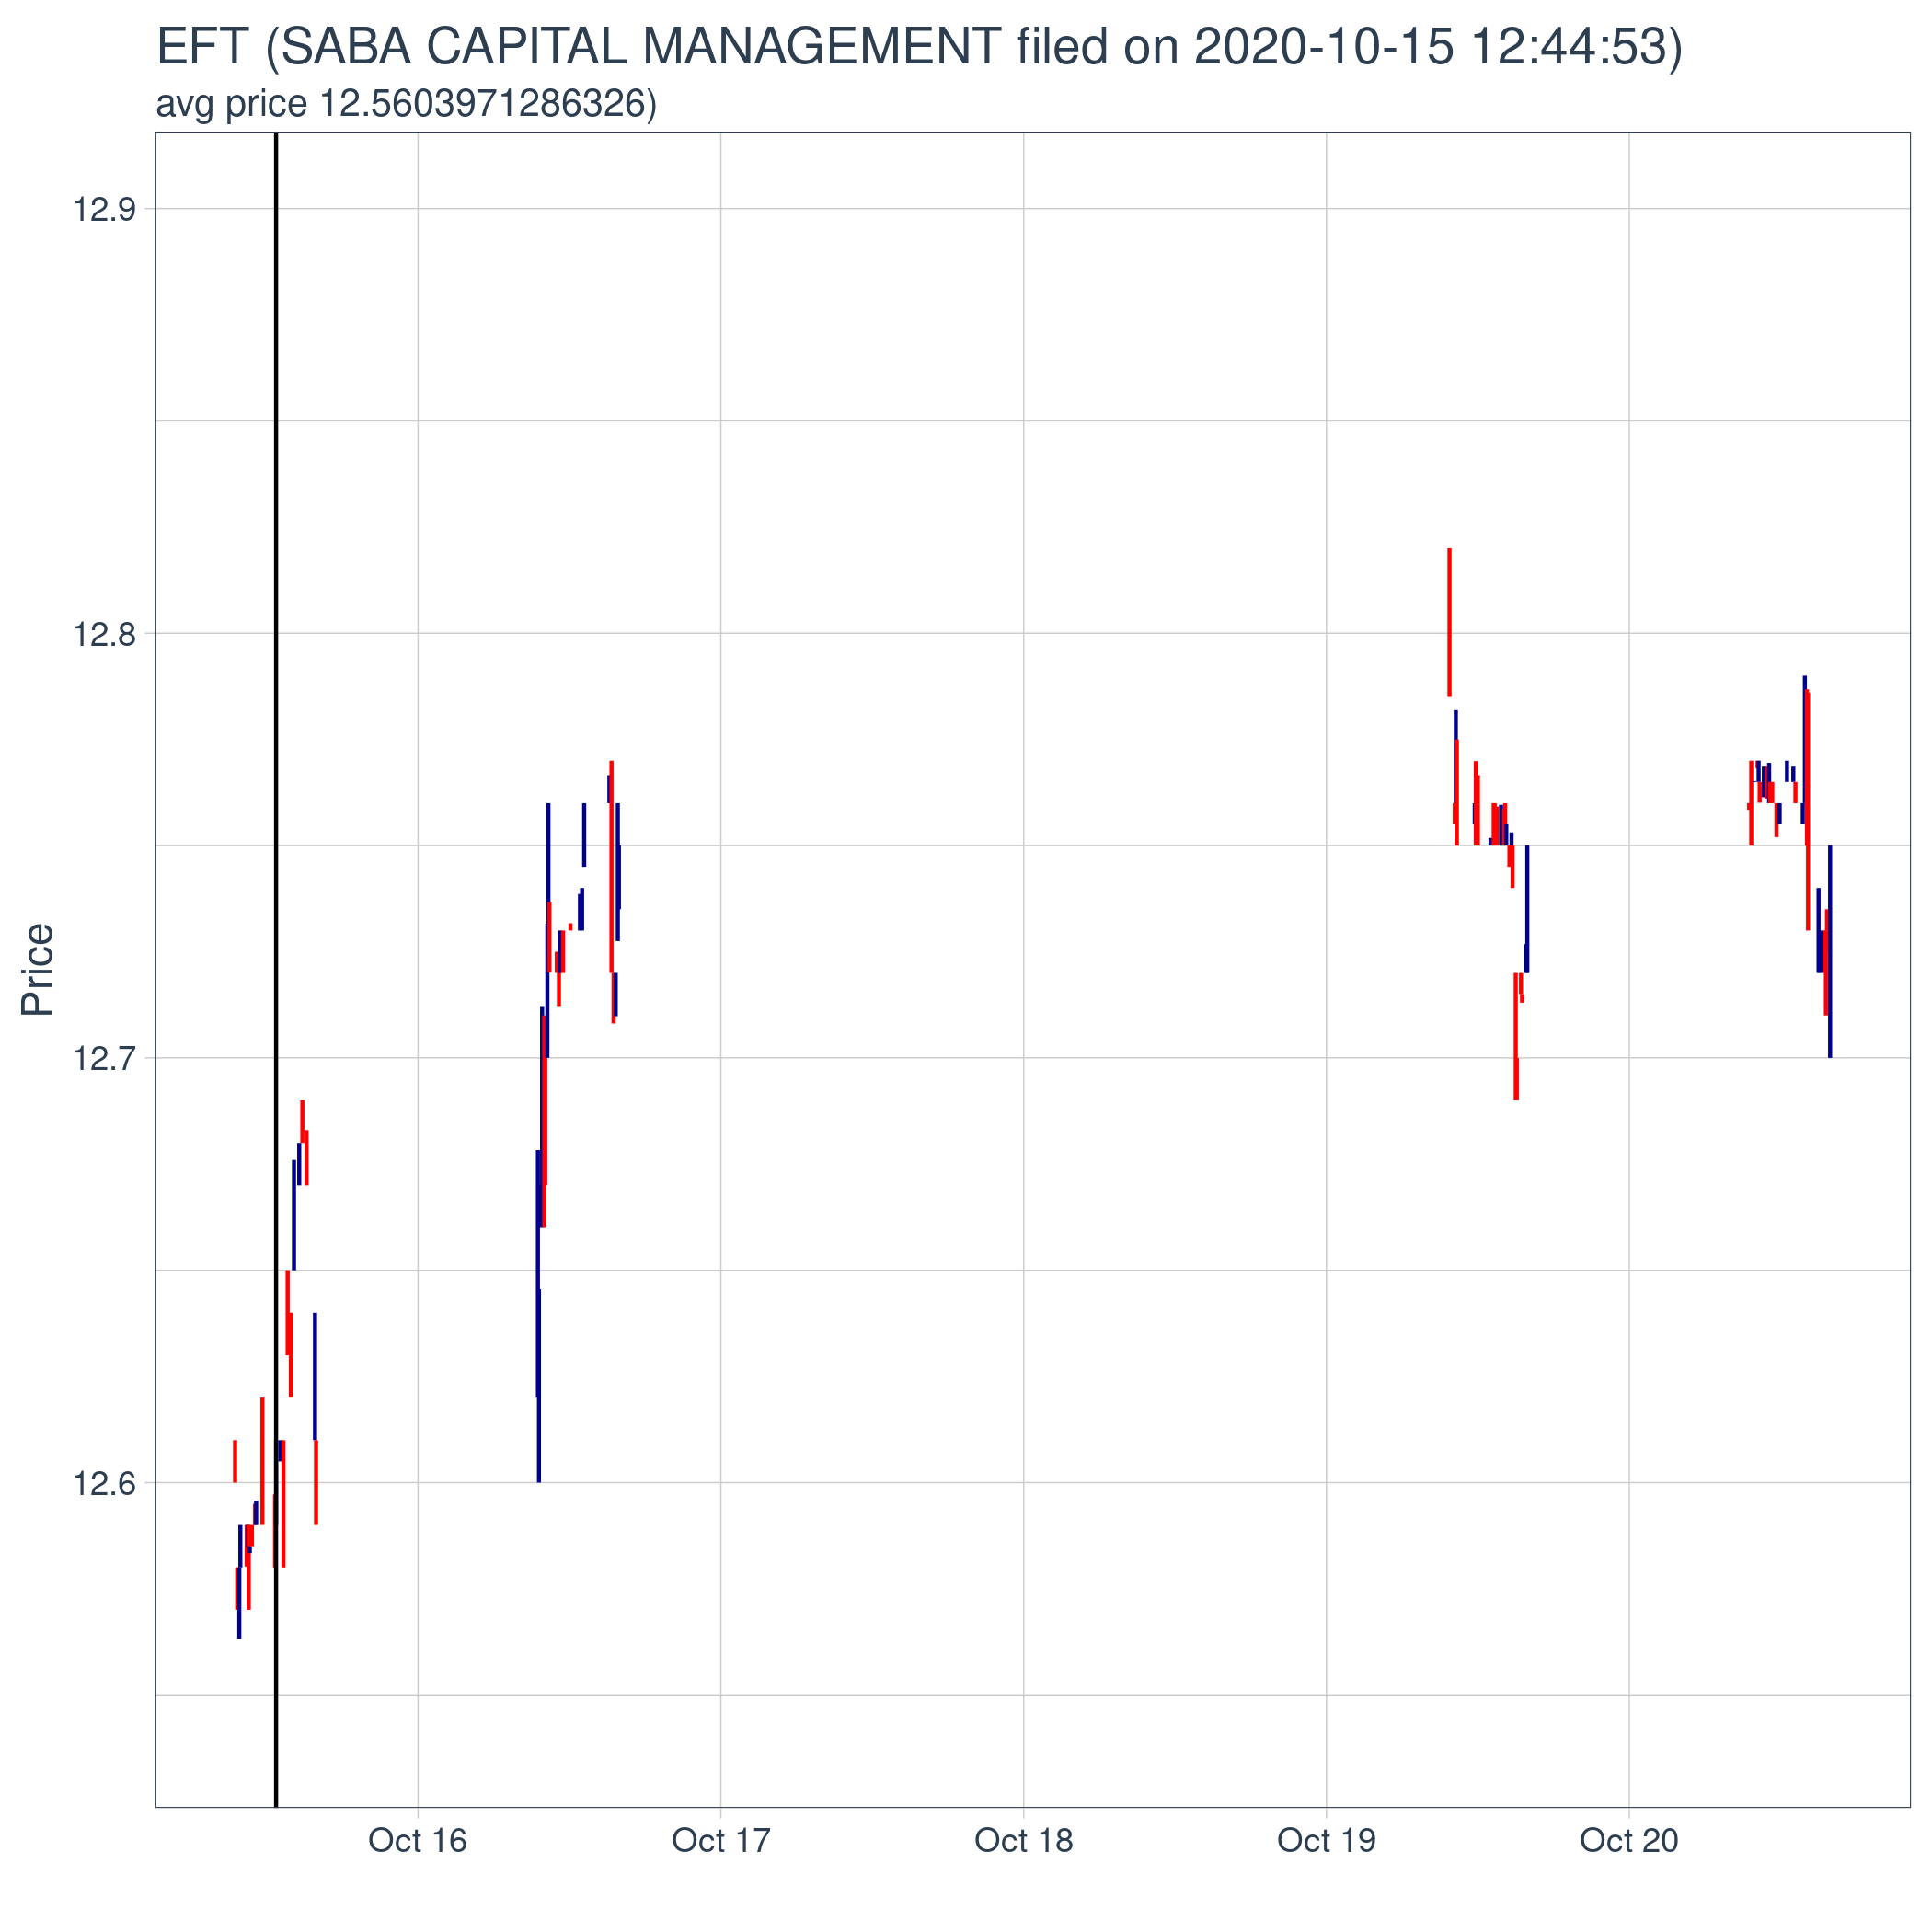 EFT (SABA CAPITAL MANAGEMENT filed on 2020-10-15 12:44:53)
avg price 12.5603971286326)
12.9
12.8
12.7
12.6
Price
Oct 16
Oct 17
Oct 18
Oct 19
Oct 20